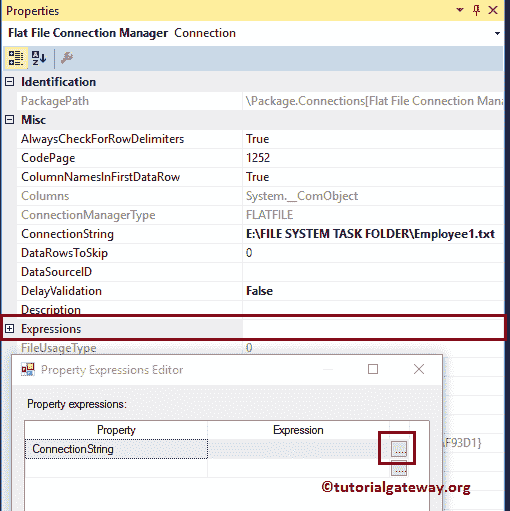 Properties
Flat File Connection Manager Connection
Identification
PackagePath \Package.Connections[Flat File Connection Mana
Misc
AlwaysCheckForRowDelimiters True
CodePage 1252
ColumnNamesInFirstDataRow True
Columns System.__ComObject
ConnectionManagerType FLATFILE
ConnectionString E:\FILE SYSTEM TASK FOLDER\Employee1.txt
DataRowsToSkip 0
DataSourceID
DelayValidation False
Description
Expressions
FileUsageType 0
Property Expressions Editor
Property expressions:
Property Expression
AF93D1}
ConnectionString ...
...
©tutorialgateway.org